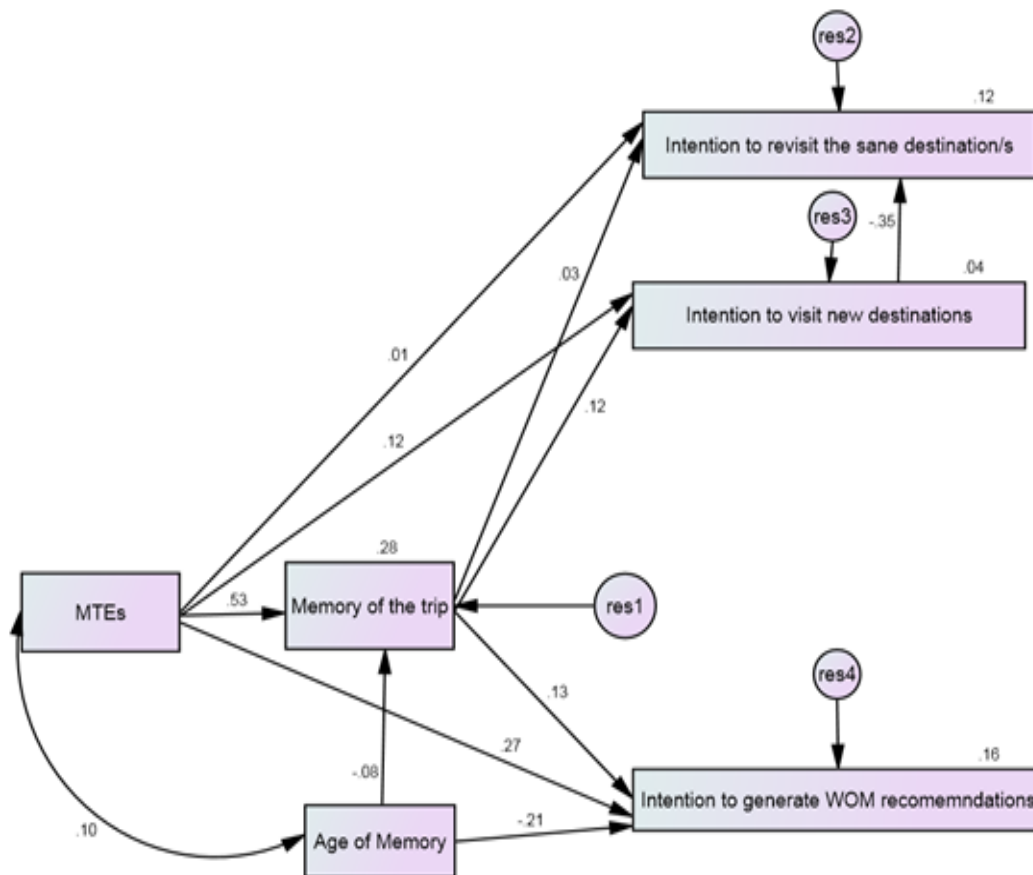 res2
.12
Intention to revisit the sane destination/s
res3
-.35
.04
.03
Intention to visit new destinations
.01
.12
.12
.28
MTEs
.53
Memory of the trip
res1
.13
res4
.27
-.08
.16
Intention to generate WOM recomemndations
-.21
.10
Age of Memory